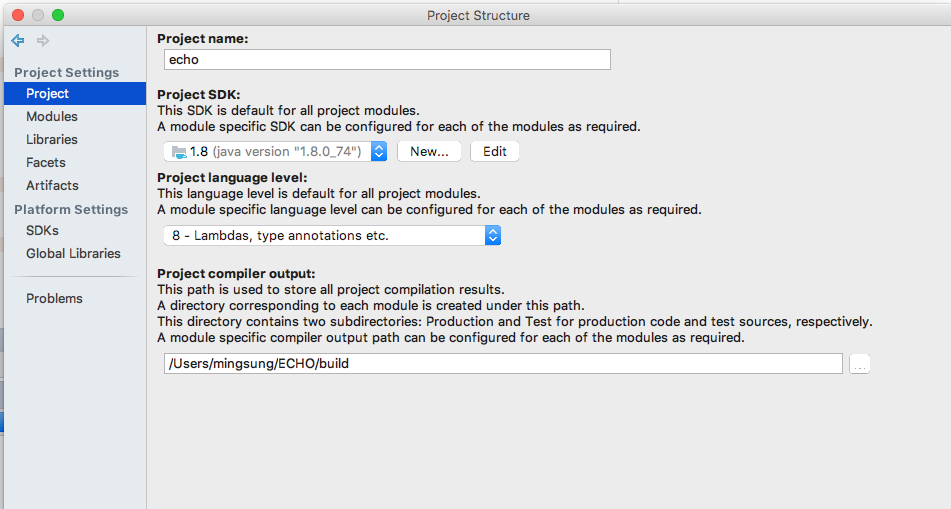 Project Structure
Project Settings
Project
Modules
Libraries
Facets
Artifacts
Platform Settings
SDKs
Global Libraries
Problems
Project name:
echo
Project SDK:
This SDK is default for all project modules.
A module specific SDK can be configured for each of the modules as required.
1.8 (java version "1.8.0_74") New... Edit
Project language level:
This language level is default for all project modules.
A module specific language level can be configured for each of the modules as required.
8 - Lambdas, type annotations etc.
Project compiler output:
This path is used to store all project compilation results.
A directory corresponding to each module is created under this path.
This directory contains two subdirectories: Production and Test for production code and test sources, respectively.
A module specific compiler output path can be configured for each of the modules as required.
/Users/mingsung/ECHO/build ...